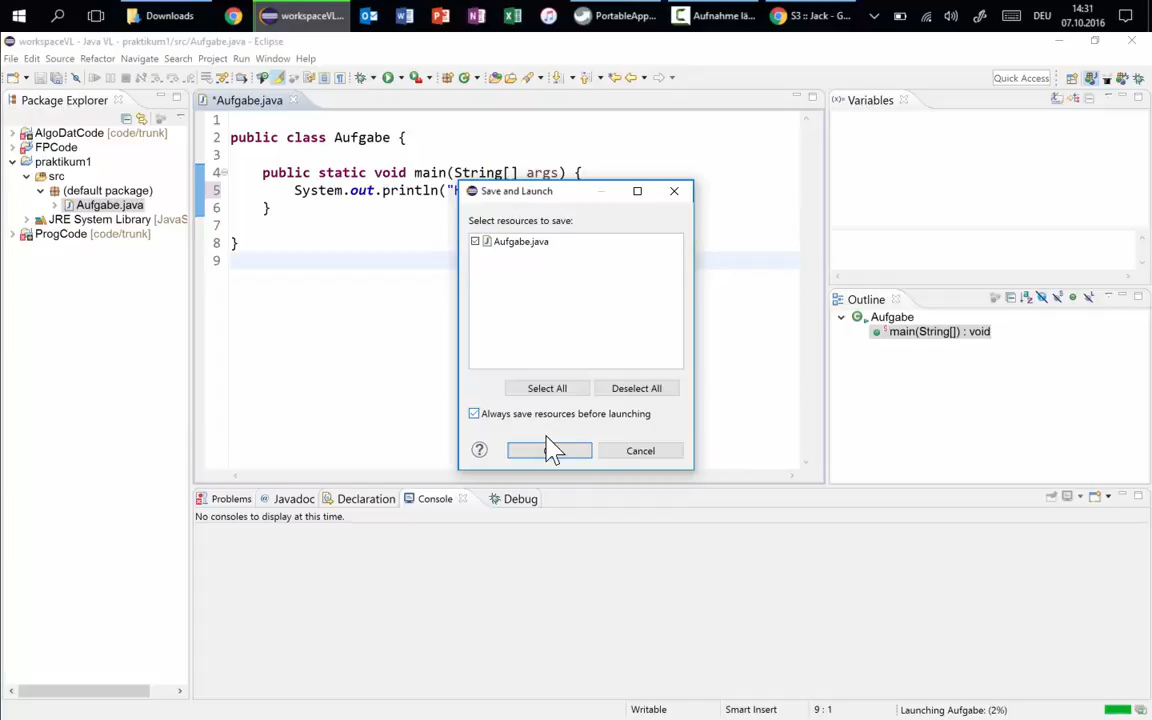 Downloads
workspaceVL...
PortableApp...
Aufnahme lä...
S3 :: Jack - G...
DEU
14:31
07.10.2016
workspaceVL - Java VL - praktikum1/src/Aufgabe.java - Eclipse
File Edit Source Refactor Navigate Search Project Run Window Help
Quick Access
Package Explorer
AlgoDatCode [code/trunk]
FPCode
praktikum1
src
(default package)
Aufgabe.java
JRE System Library [JavaS
ProgCode [code/trunk]
*Aufgabe.java
1
2 public class Aufgabe {
3
4 public static void main(String[] args) {
5 System.out.println("
6 }
7
8 }
9
Save and Launch
Select resources to save:
Aufgabe.java
Select All Deselect All
Always save resources before launching
Cancel
(x)= Variables
Outline
Aufgabe
main(String[]) : void
Problems Javadoc Declaration Console Debug
No consoles to display at this time.
Writable Smart Insert 9 : 1 Launching Aufgabe: (2%)